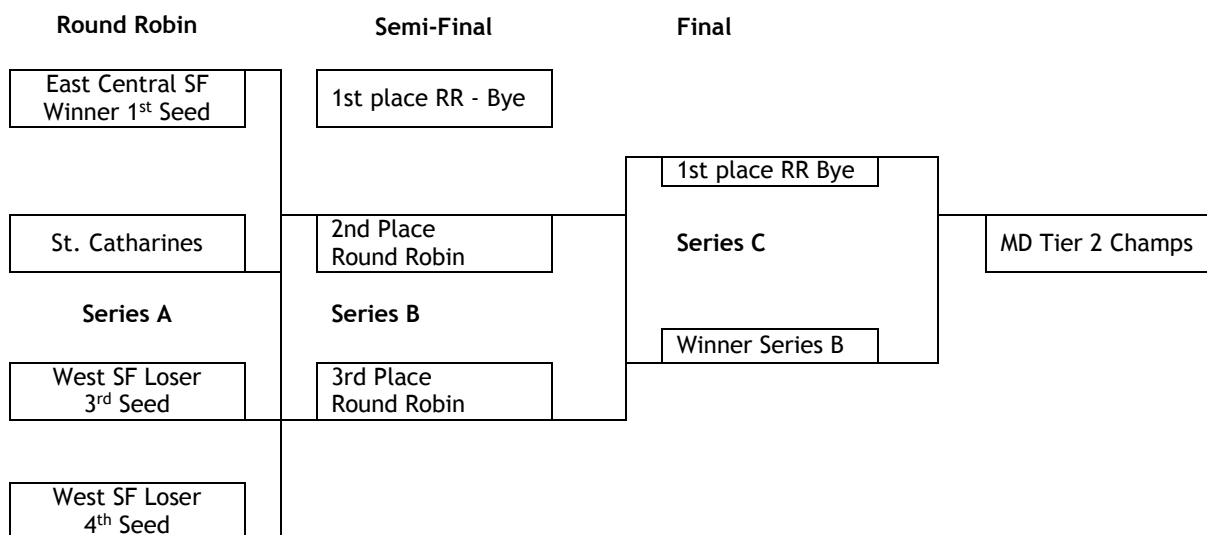 Round Robin
Semi-Final
Final
East Central SF
Winner 1st Seed
1st place RR - Bye
1st place RR Bye
St. Catharines
2nd Place
Round Robin
Series C
MD Tier 2 Champs
Series A
Series B
Winner Series B
West SF Loser
3rd Seed
3rd Place
Round Robin
West SF Loser
4th Seed